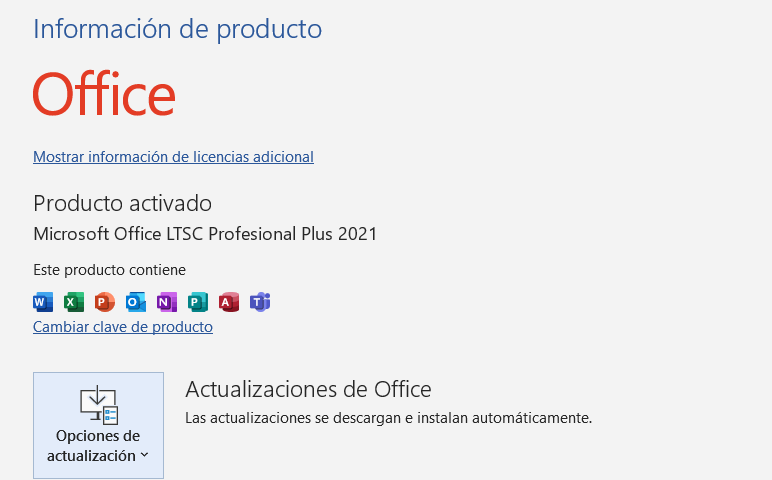 Información de producto
Office
Mostrar información de licencias adicional
Producto activado
Microsoft Office LTSC Profesional Plus 2021
Este producto contiene
W X P O N P A T
Cambiar clave de producto
Actualizaciones de Office
Las actualizaciones se descargan e instalan automáticamente.
Opciones de
actualización